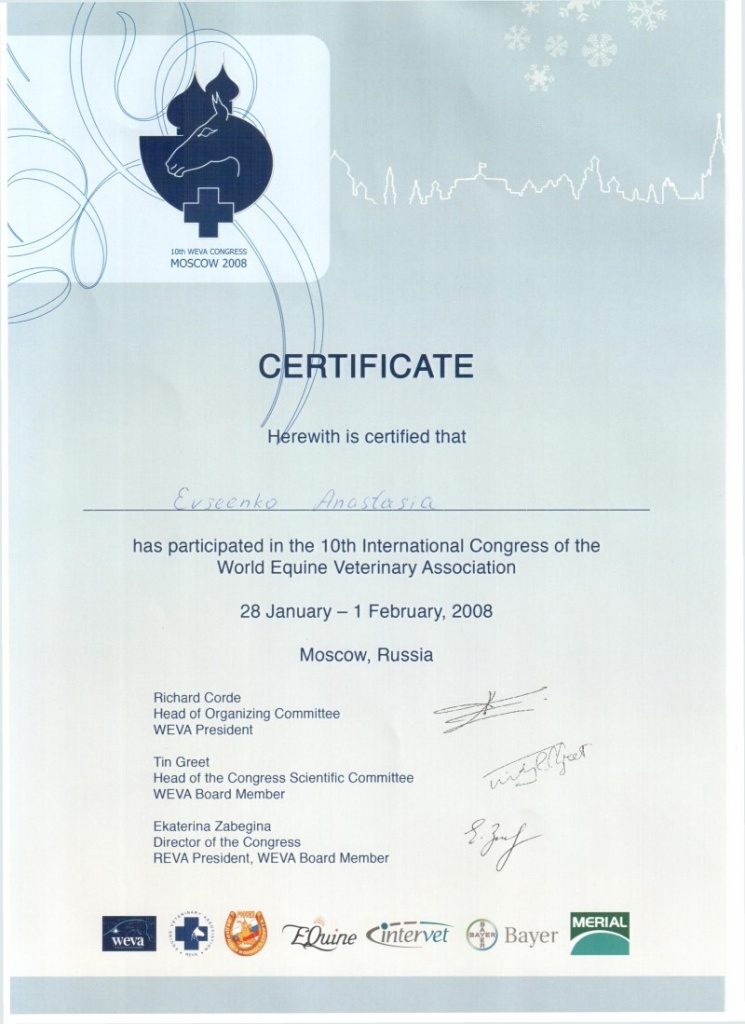 10th WEVA CONGRESS
MOSCOW 2008
CERTIFICATE
Herewith is certified that
Evseenko Anastasia
has participated in the 10th International Congress of the
World Equine Veterinary Association
28 January – 1 February, 2008
Moscow, Russia
Richard Corde
Head of Organizing Committee
WEVA President
Tin Greet
Head of the Congress Scientific Committee
WEVA Board Member
Ekaterina Zabegina
Director of the Congress
REVA President, WEVA Board Member
weva
EQuine
intervet
BAYER
Bayer
MERIAL